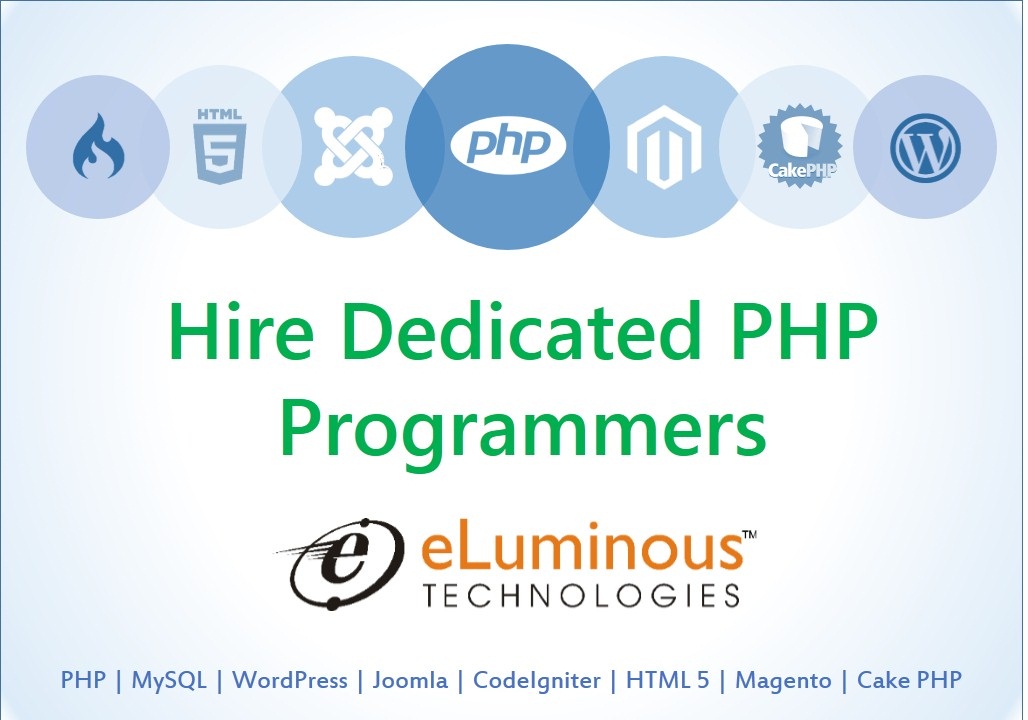 HTML
5
php
CakePHP
Hire Dedicated PHP
Programmers
e eLuminous™
TECHNOLOGIES
PHP | MySQL | WordPress | Joomla | CodeIgniter | HTML 5 | Magento | Cake PHP